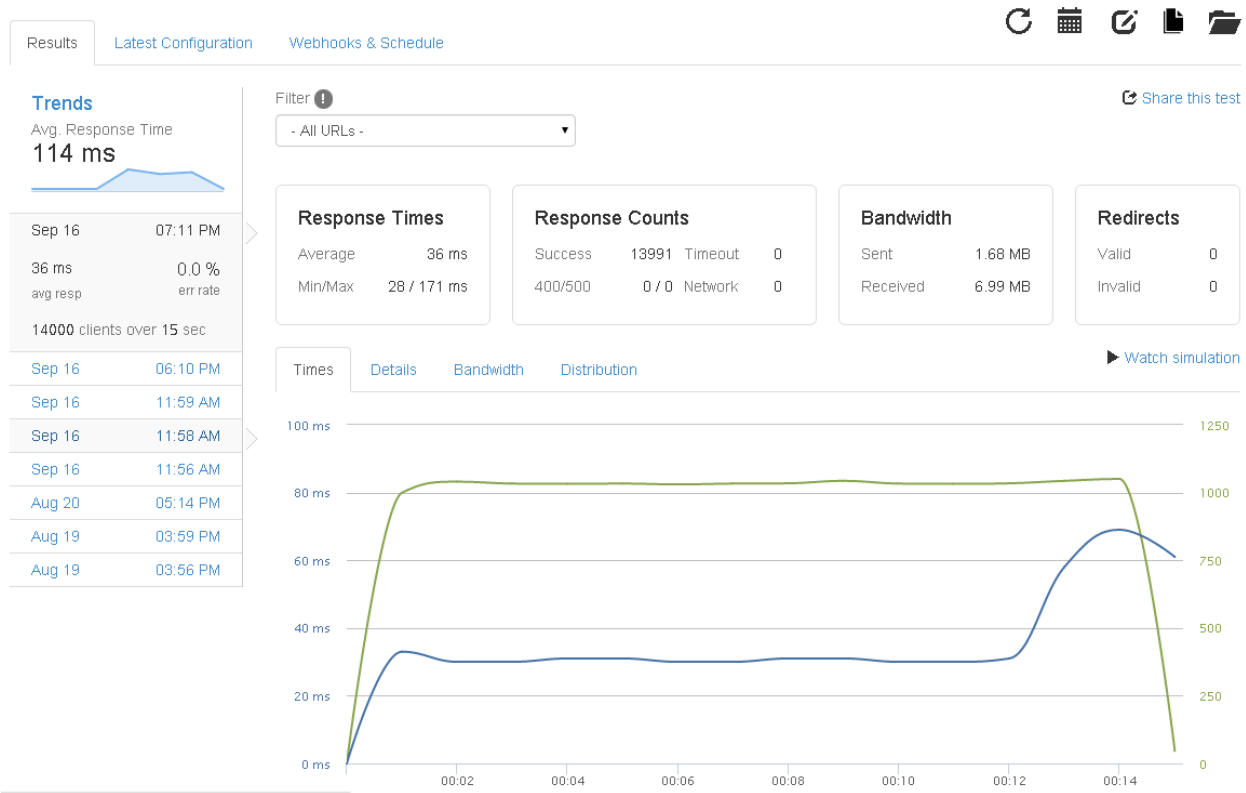 Results Latest Configuration Webhooks & Schedule
Trends
Avg. Response Time
114 ms
Sep 16 07:11 PM
36 ms 0.0 %
avg resp err rate
14000 clients over 15 sec
Sep 16 06:10 PM
Sep 16 11:59 AM
Sep 16 11:58 AM
Sep 16 11:56 AM
Aug 20 05:14 PM
Aug 19 03:59 PM
Aug 19 03:56 PM
Filter !
Share this test
- All URLs -
Response Times
Average 36 ms
Min/Max 28 / 171 ms
Response Counts
Success 13991 Timeout 0
400/500 0 / 0 Network 0
Bandwidth
Sent 1.68 MB
Received 6.99 MB
Redirects
Valid 0
Invalid 0
Times Details Bandwidth Distribution
Watch simulation
100 ms 1250
80 ms 1000
60 ms 750
40 ms 500
20 ms 250
0 ms 0
00:02 00:04 00:06 00:08 00:10 00:12 00:14